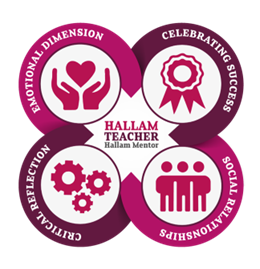 EMOTIONAL DIMENSION
CELEBRATING SUCCESS
HALLAM
TEACHER
Hallam Mentor
CRITICAL REFLECTION
SOCIAL RELATIONSHIPS